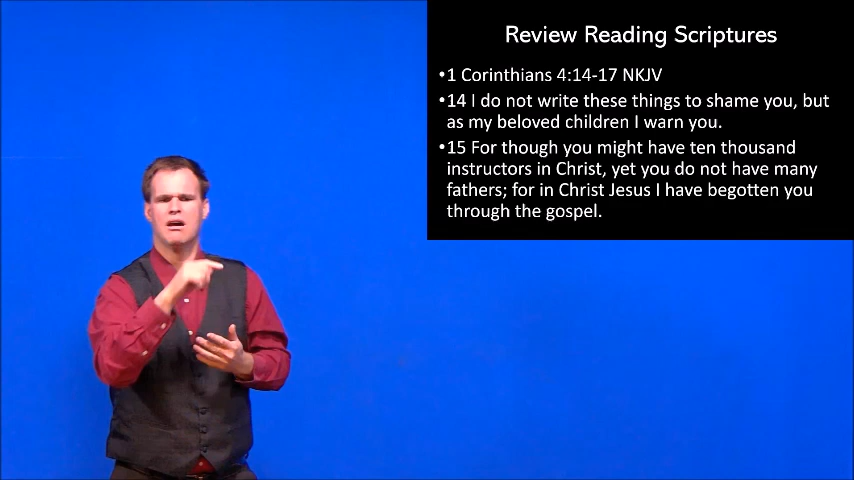 Review Reading Scriptures
•1 Corinthians 4:14-17 NKJV
•14 I do not write these things to shame you, but
as my beloved children I warn you.
•15 For though you might have ten thousand
instructors in Christ, yet you do not have many
fathers; for in Christ Jesus I have begotten you
through the gospel.